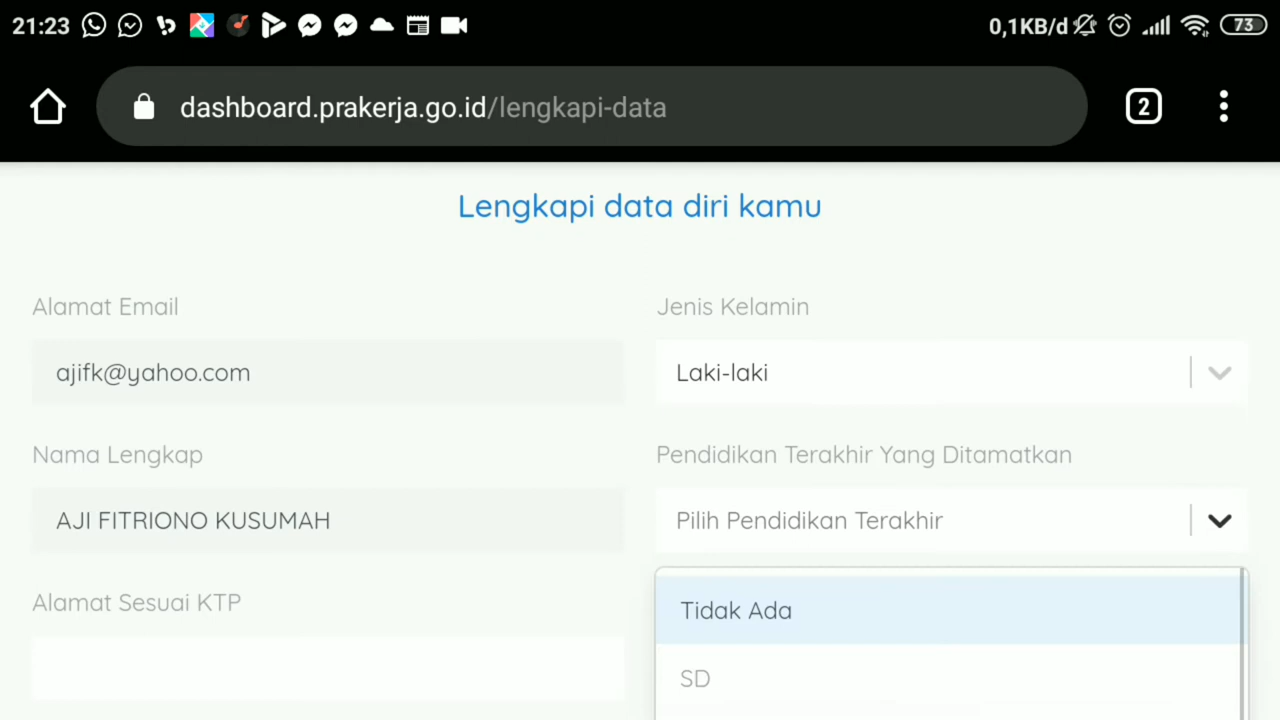 21:23
0,1KB/d
73
dashboard.prakerja.go.id/lengkapi-data
2
Lengkapi data diri kamu
Alamat Email
ajifk@yahoo.com
Nama Lengkap
AJI FITRIONO KUSUMAH
Alamat Sesuai KTP
Jenis Kelamin
Laki-laki
Pendidikan Terakhir Yang Ditamatkan
Pilih Pendidikan Terakhir
Tidak Ada
SD